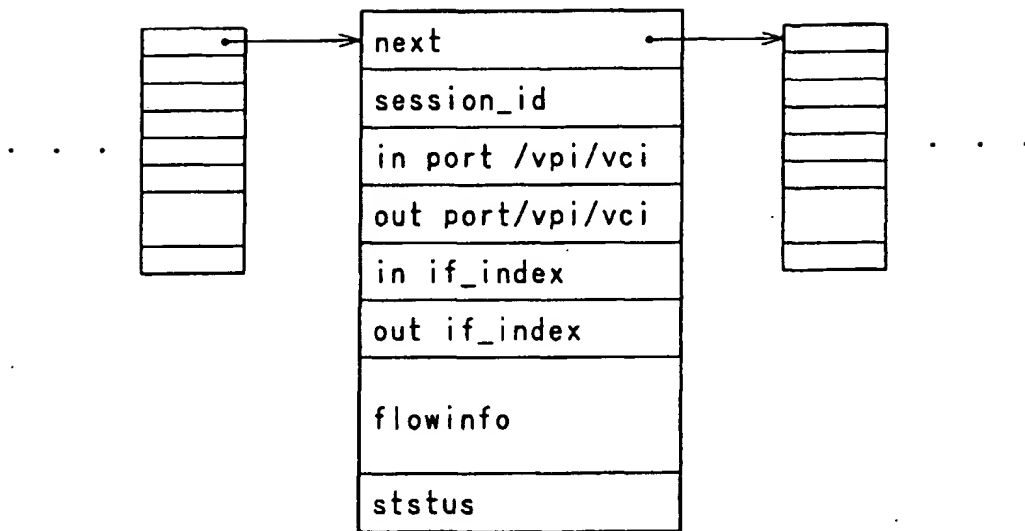 next
session_id
in port /vpi/vci
out port/vpi/vci
in if_index
out if_index
flowinfo
ststus